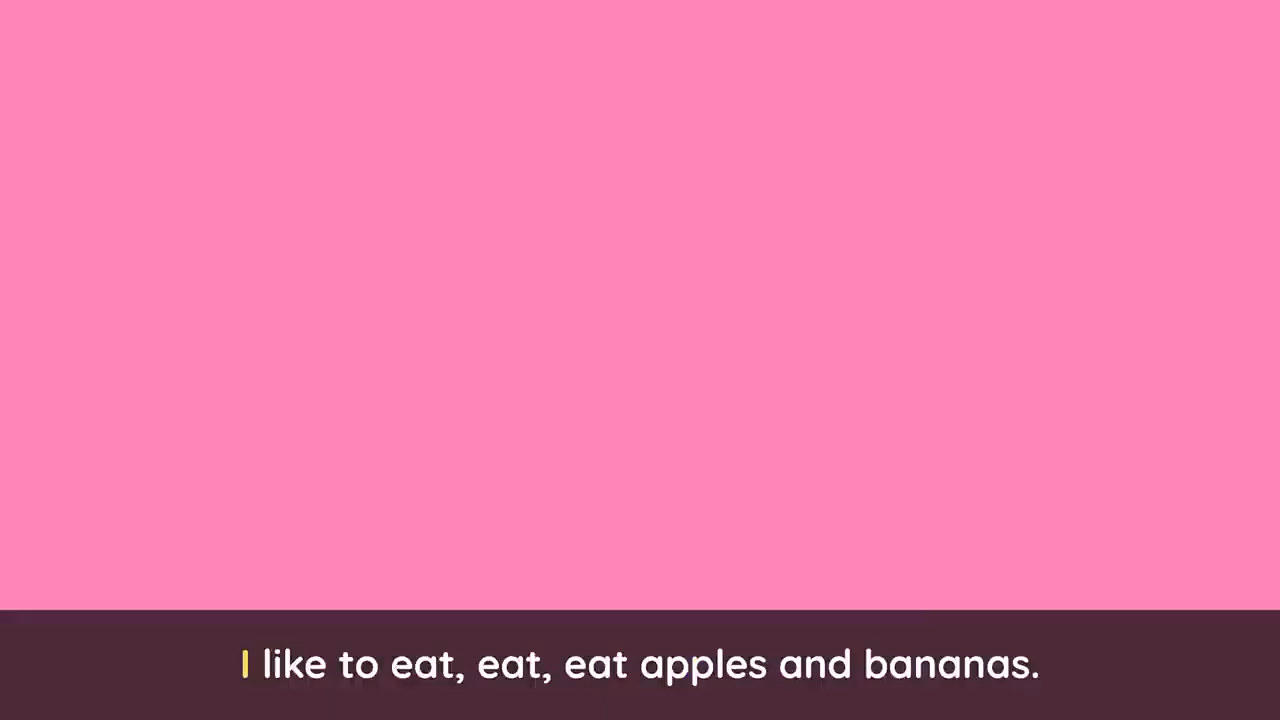 I like to eat, eat, eat apples and bananas.